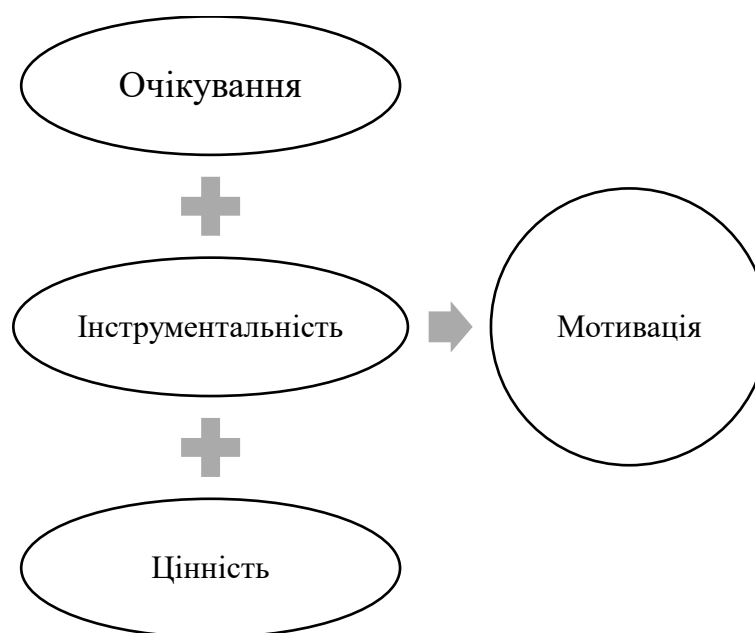 Очікування
Інструментальність
Мотивація
Цінність